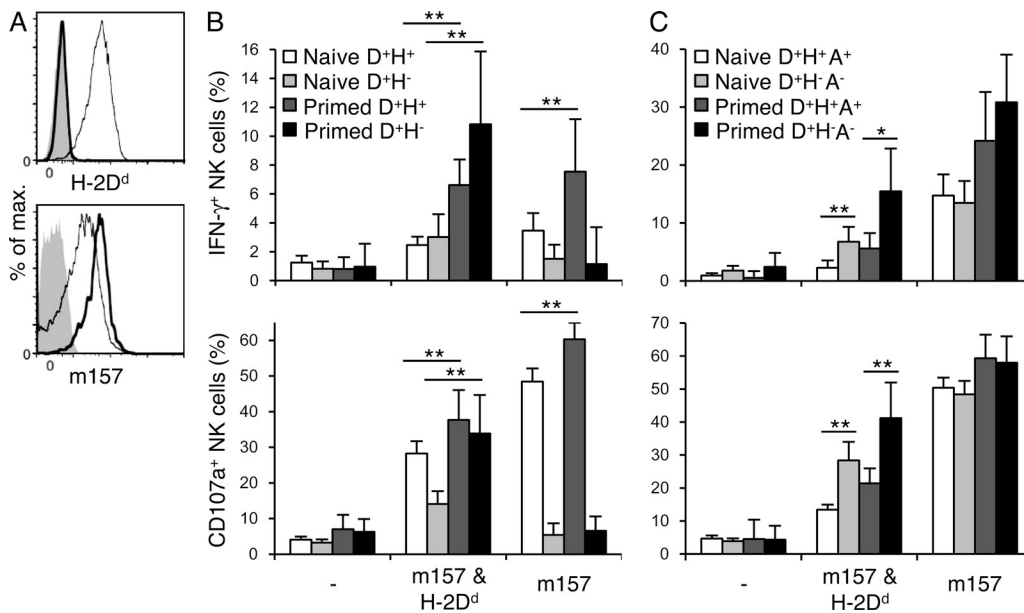 A
% of max.
0
H-2Dᵈ
0
m157
B
** 
**
**
IFN-γ⁺ NK cells (%)
16
14
12
10
8
6
4
2
0
Naive D⁺H⁺
Naive D⁺H⁻
Primed D⁺H⁺
Primed D⁺H⁻
**
**
**
CD107a⁺ NK cells (%)
60
50
40
30
20
10
0
-
m157 &
H-2Dᵈ
m157
C
40
30
20
10
0
Naive D⁺H⁺A⁺
Naive D⁺H⁻A⁻
Primed D⁺H⁺A⁺
Primed D⁺H⁻A⁻
**
*
70
60
50
40
30
20
10
0
**
**
-
m157 &
H-2Dᵈ
m157